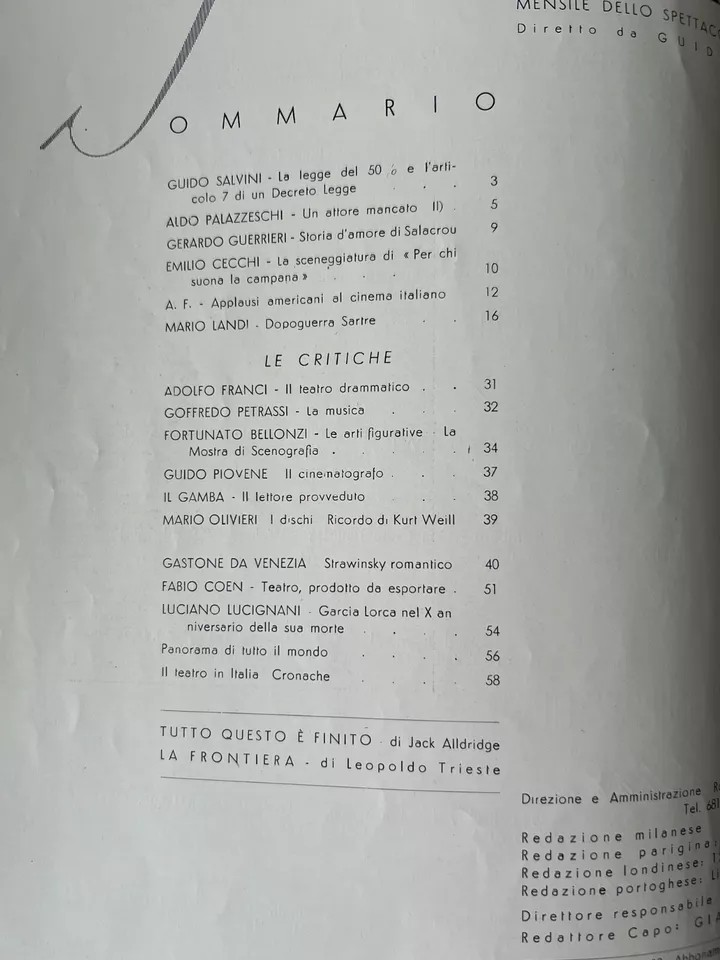 MENSILE DELLO SPETTAC
Diretto da GUID
SOMMARIO
GUIDO SALVINI - La legge del 50 % e l'arti-
colo 7 di un Decreto Legge . . 3
ALDO PALAZZESCHI - Un attore mancato II) . 5
GERARDO GUERRIERI - Storia d'amore di Salacrou 9
EMILIO CECCHI - La sceneggiatura di « Per chi
suona la campana » . . . 10
A. F. - Applausi americani al cinema italiano 12
MARIO LANDI - Dopoguerra Sartre . . 16
LE CRITICHE
ADOLFO FRANCI - Il teatro drammatico . . 31
GOFFREDO PETRASSI - La musica . . . 32
FORTUNATO BELLONZI - Le arti figurative - La
Mostra di Scenografia . . . . . 34
GUIDO PIOVENE Il cinematografo . . . 37
IL GAMBA - Il lettore provveduto . . 38
MARIO OLIVIERI I dischi Ricordo di Kurt Weill 39
GASTONE DA VENEZIA Strawinsky romantico 40
FABIO COEN - Teatro, prodotto da esportare . 51
LUCIANO LUCIGNANI - Garcia Lorca nel X an
niversario della sua morte . . . . 54
Panorama di tutto il mondo . . . 56
Il teatro in Italia Cronache . . . 58
TUTTO QUESTO È FINITO - di Jack Alldridge
LA FRONTIERA - di Leopoldo Trieste
Direzione e Amministrazione R
Tel. 681
Redazione milanese
Redazione parigina:
Redazione londinese: T
Redazione portoghese: Li
Direttore responsabile
Redattore Capo: GIA